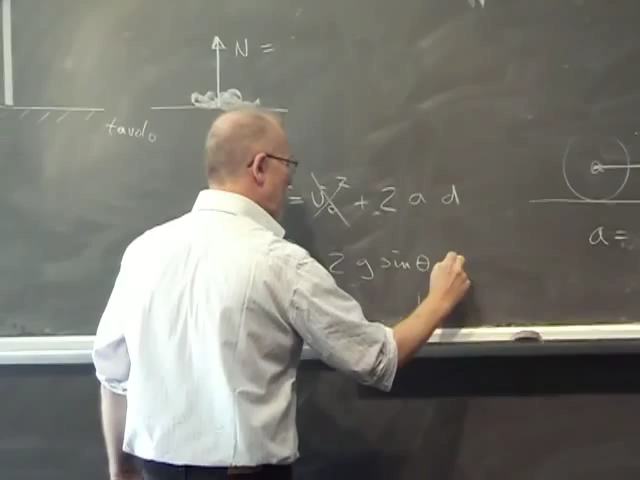 N =
tavolo
= v₀² + 2 a d
2 g sin θ
a =